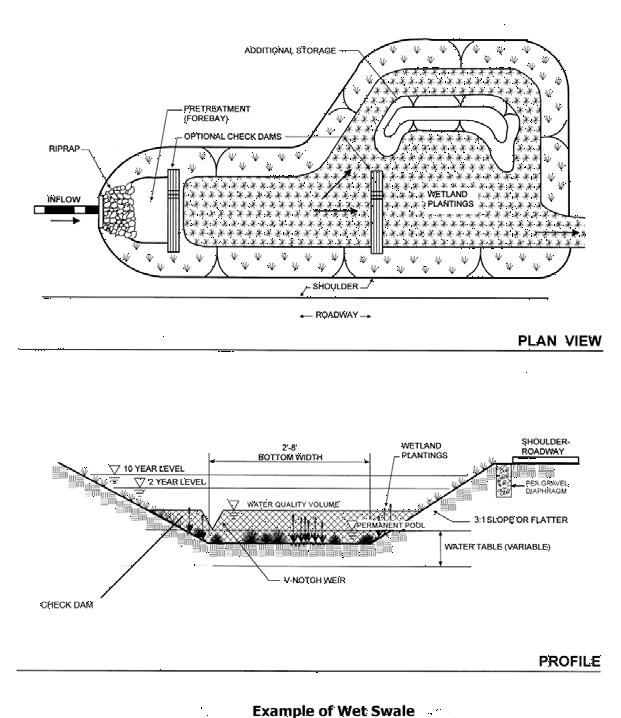 ADDITIONAL STORAGE
PRETREATMENT
(FOREBAY)
OPTIONAL CHECK DAMS
RIPRAP
INFLOW
WETLAND
PLANTINGS
SHOULDER
ROADWAY
PLAN VIEW
2'-8'
BOTTOM WIDTH
WETLAND
PLANTINGS
SHOULDER-
ROADWAY
10 YEAR LEVEL
2 YEAR LEVEL
PEA GRAVEL
DIAPHRAGM
WATER QUALITY VOLUME
PERMANENT POOL
3:1 SLOPE OR FLATTER
WATER TABLE (VARIABLE)
V-NOTCH WEIR
CHECK DAM
PROFILE
Example of Wet Swale